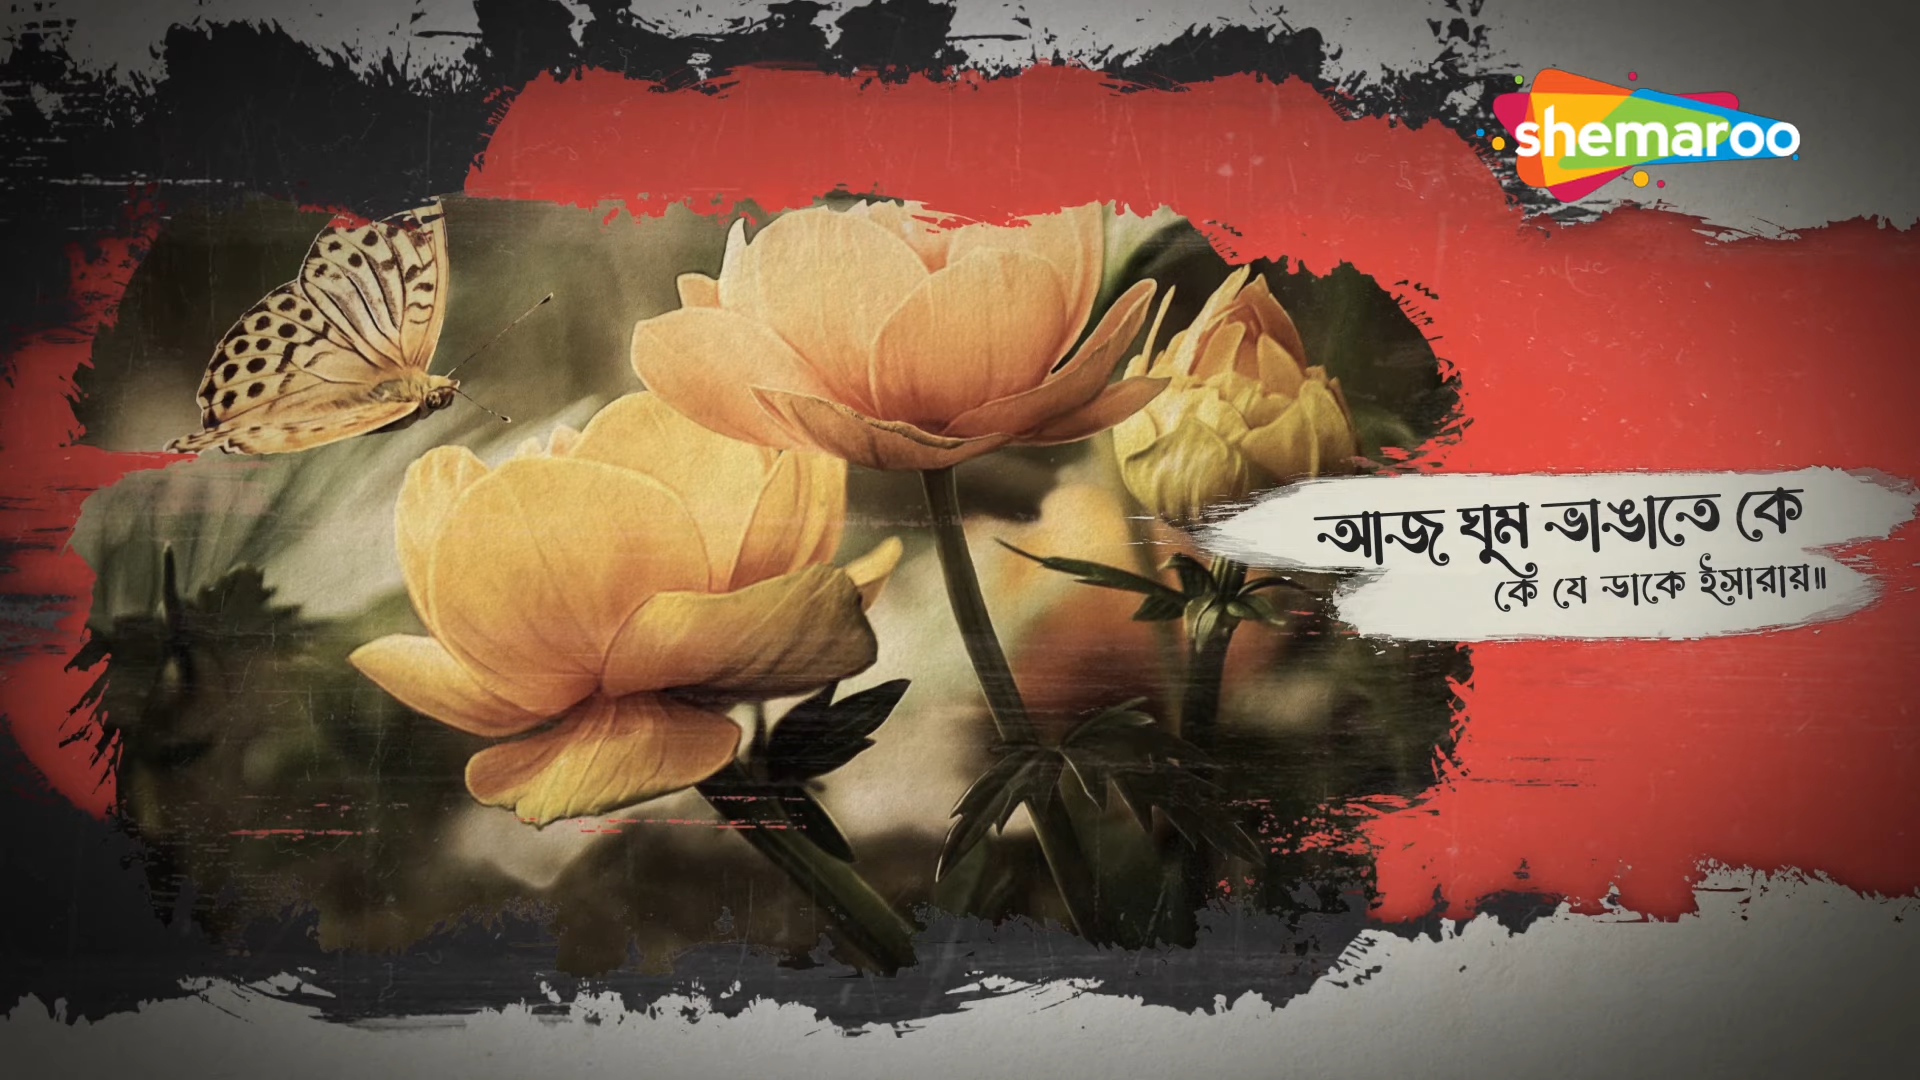 shemaroo
আজ ঘুম ভাঙাতে কে
কে যে ডাকে ইসারায়॥